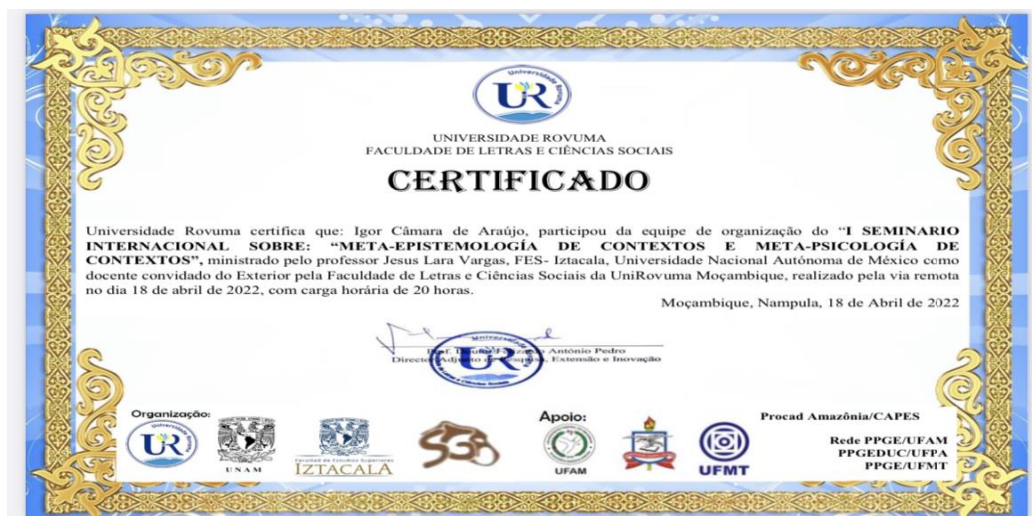 Universidade Rovuma
UR
UNIVERSIDADE ROVUMA
FACULDADE DE LETRAS E CIÊNCIAS SOCIAIS
CERTIFICADO
Universidade Rovuma certifica que: Igor Câmara de Araújo, participou da equipe de organização do “I SEMINARIO
INTERNACIONAL SOBRE: “META-EPISTEMOLOGÍA DE CONTEXTOS E META-PSICOLOGÍA DE
CONTEXTOS”, ministrado pelo professor Jesus Lara Vargas, FES- Iztacala, Universidade Nacional Autónoma de México como
docente convidado do Exterior pela Faculdade de Letras e Ciências Sociais da UniRovuma Moçambique, realizado pela via remota
no dia 18 de abril de 2022, com carga horária de 20 horas.
Moçambique, Nampula, 18 de Abril de 2022
António Pedro
Extensão e Inovação
UR
Organização:
UR
UNAM
Facultad de Estudios Superiores
IZTACALA
Apoio:
UFAM
UFMT
Procad Amazônia/CAPES
Rede PPGE/UFAM
PPGEDUC/UFPA
PPGE/UFMT